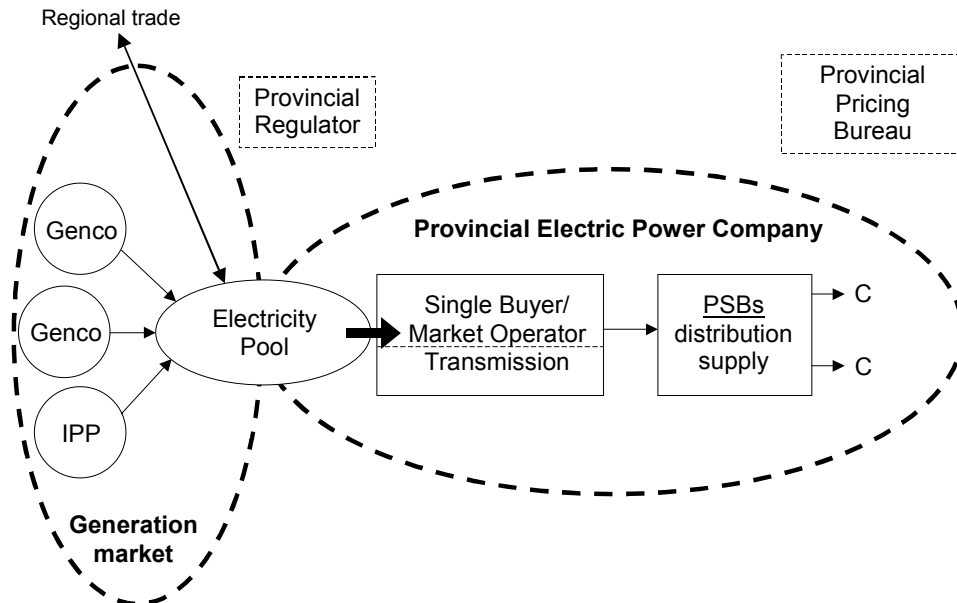 Regional trade
Provincial
Regulator
Provincial
Pricing
Bureau
Genco
Genco
IPP
Generation
market
Electricity
Pool
Provincial Electric Power Company
Single Buyer/
Market Operator
Transmission
PSBs
distribution
supply
C
C